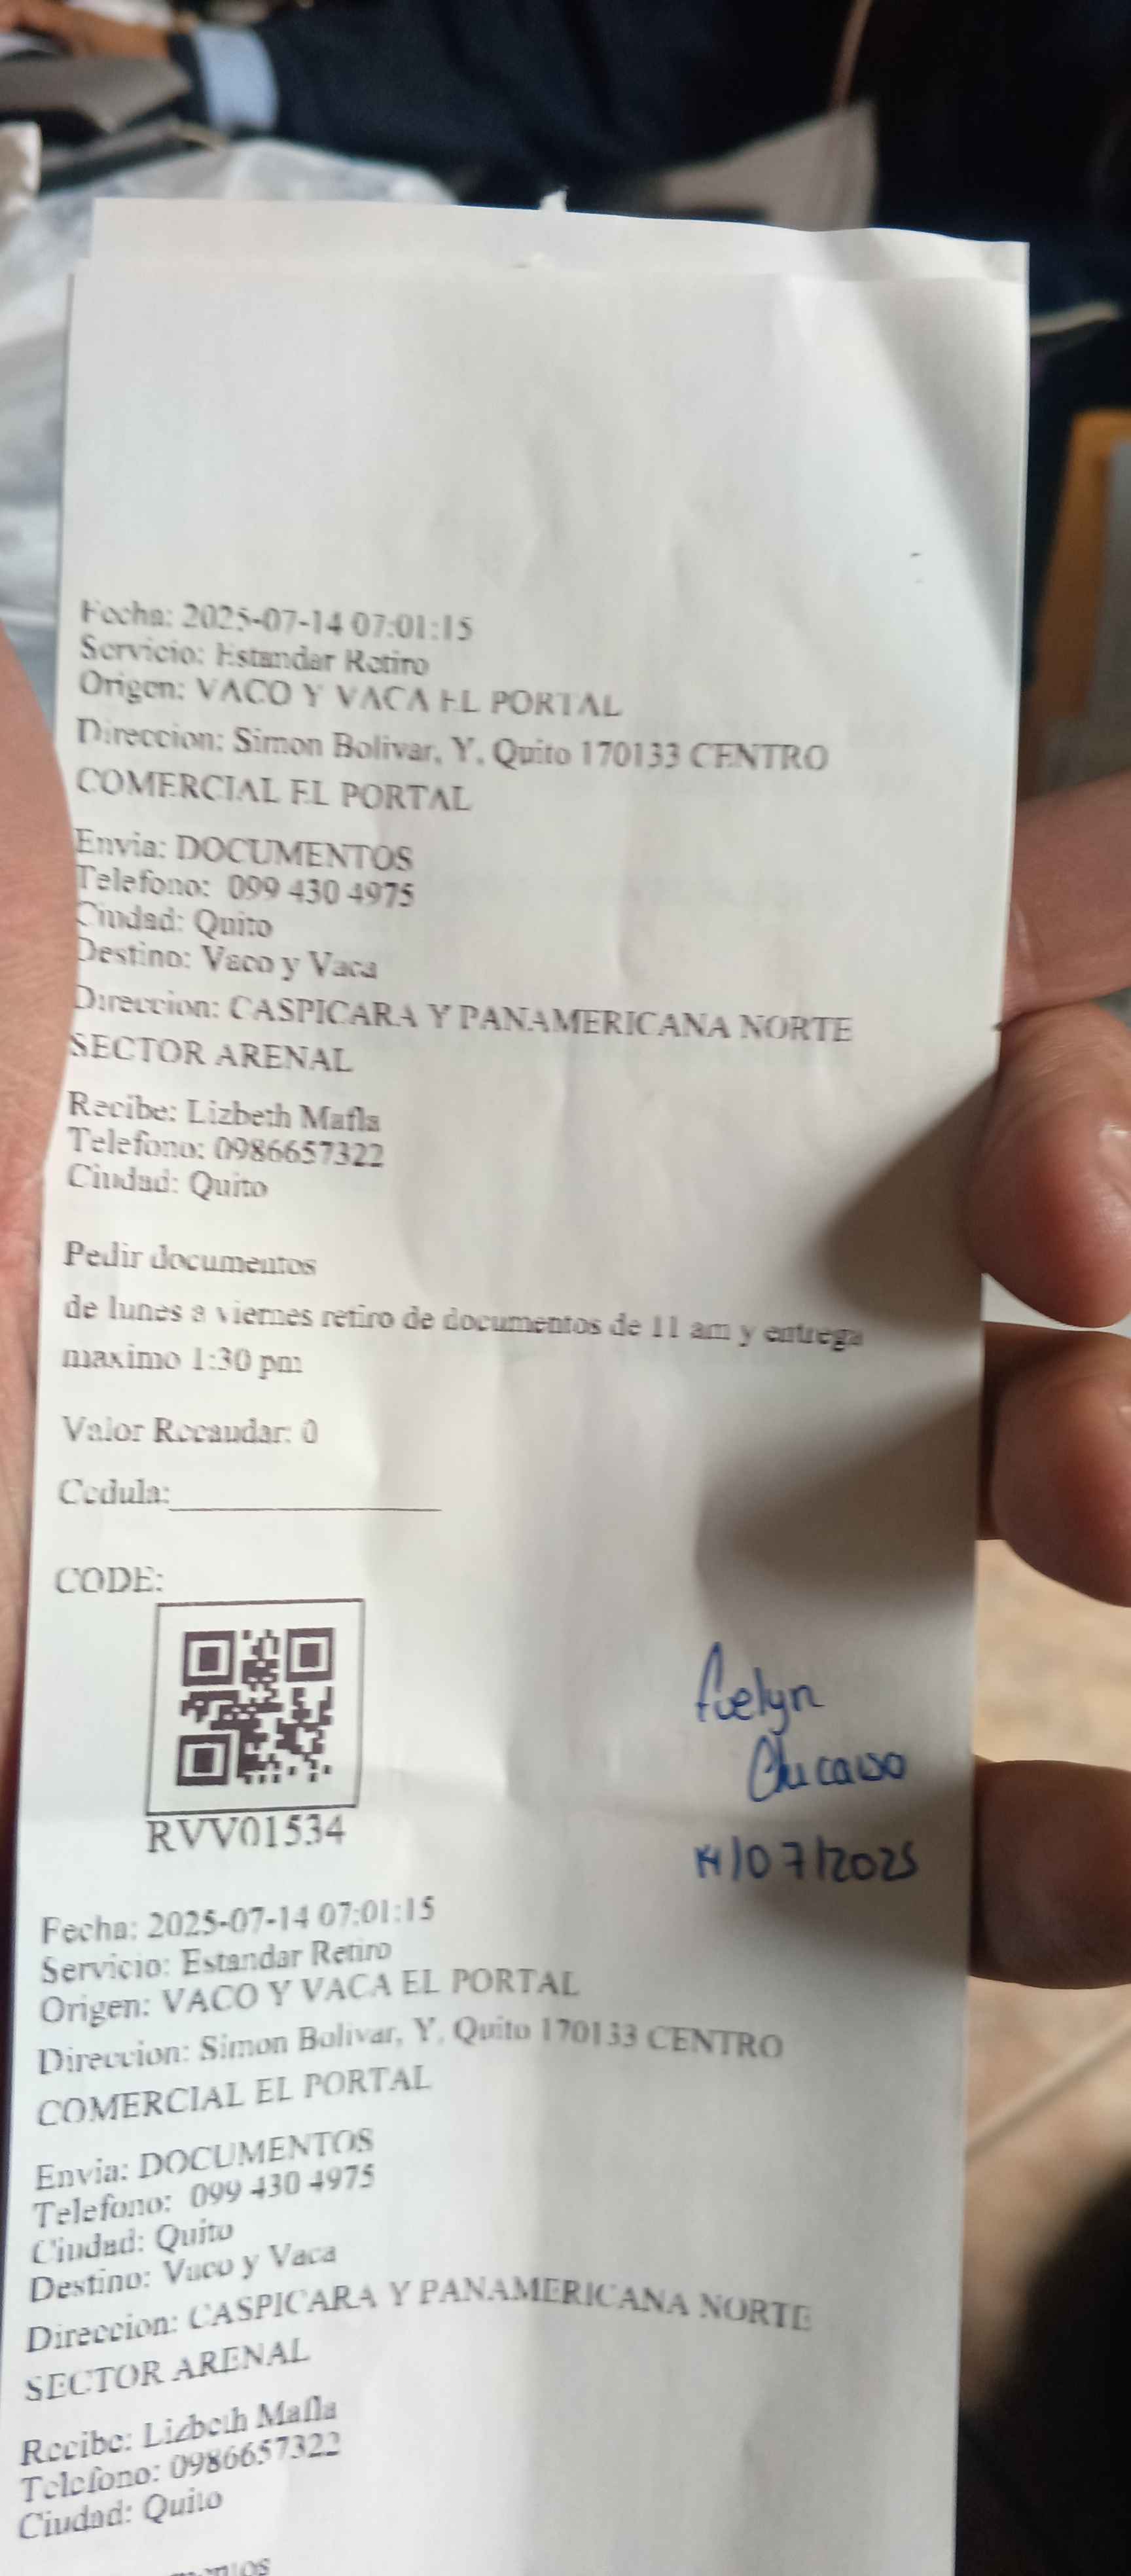 Fecha: 2025-07-14 07:01:15
Servicio: Estandar Retiro
Origen: VACO Y VACA EL PORTAL
Direccion: Simon Bolivar, Y, Quito 170133 CENTRO
COMERCIAL EL PORTAL
Envia: DOCUMENTOS
Telefono: 099 430 4975
Ciudad: Quito
Destino: Vaco y Vaca
Direccion: CASPICARA Y PANAMERICANA NORTE
SECTOR ARENAL
Recibe: Lizbeth Mafla
Telefono: 0986657322
Ciudad: Quito
Pedir documentos
de lunes a viernes retiro de documentos de 11 am y entrega
maximo 1:30 pm
Valor Recaudar: 0
Cedula:
CODE:
RVV01534
Evelyn
14/07/2025
Fecha: 2025-07-14 07:01:15
Servicio: Estandar Retiro
Origen: VACO Y VACA EL PORTAL
Direccion: Simon Bolivar, Y, Quito 170133 CENTRO
COMERCIAL EL PORTAL
Envia: DOCUMENTOS
Telefono: 099 430 4975
Ciudad: Quito
Destino: Vaco y Vaca
Direccion: CASPICARA Y PANAMERICANA NORTE
SECTOR ARENAL
Recibe: Lizbeth Mafla
Telefono: 0986657322
Ciudad: Quito